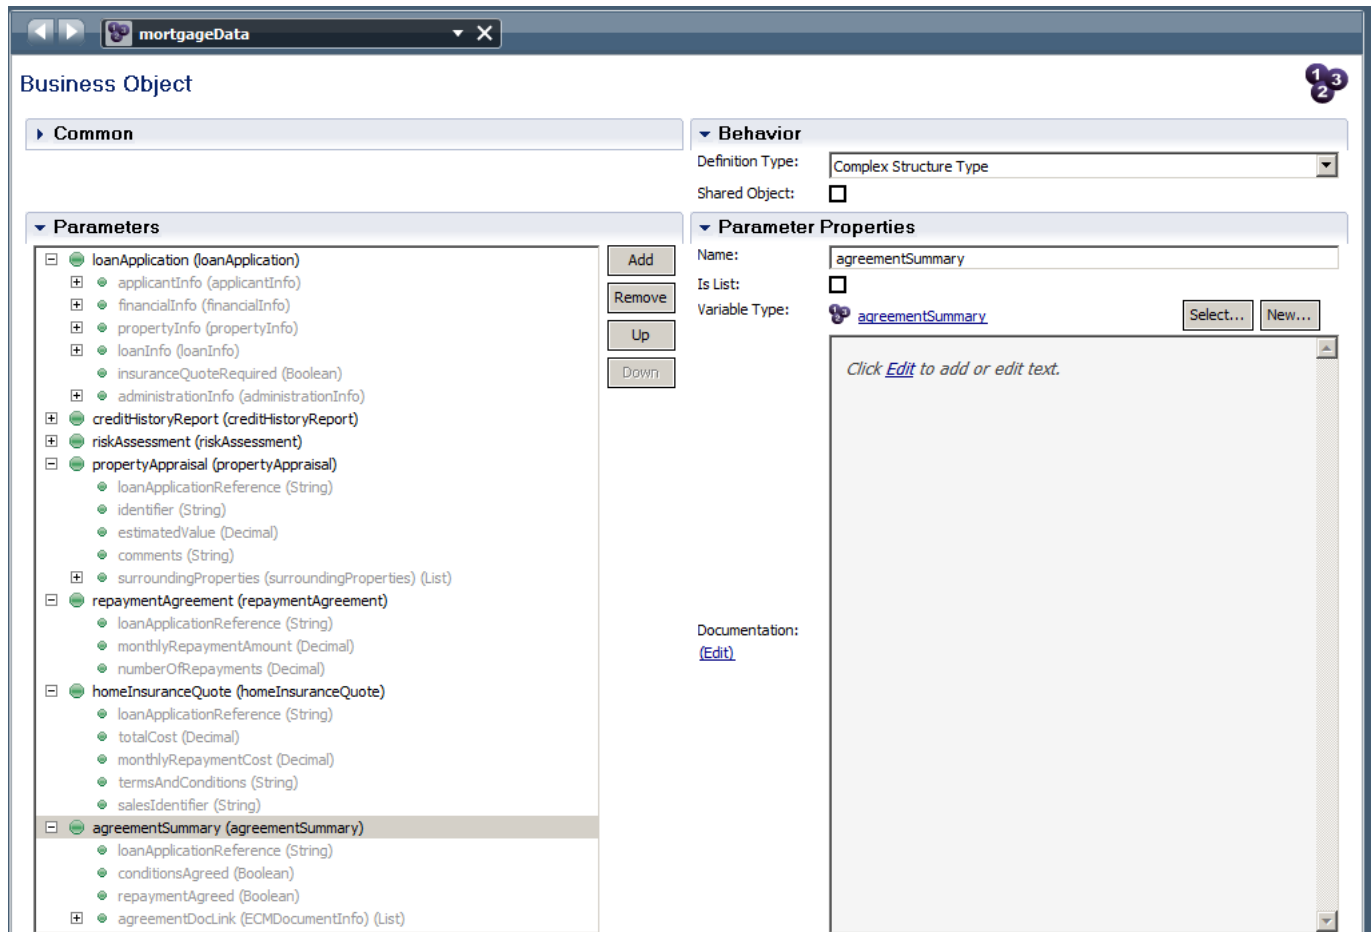 mortgageData
Business Object
1 2 3
Common
Behavior
Definition Type: Complex Structure Type
Shared Object:
Parameters
loanApplication (loanApplication)
applicantInfo (applicantInfo)
financialInfo (financialInfo)
propertyInfo (propertyInfo)
loanInfo (loanInfo)
insuranceQuoteRequired (Boolean)
administrationInfo (administrationInfo)
creditHistoryReport (creditHistoryReport)
riskAssessment (riskAssessment)
propertyAppraisal (propertyAppraisal)
loanApplicationReference (String)
identifier (String)
estimatedValue (Decimal)
comments (String)
surroundingProperties (surroundingProperties) (List)
repaymentAgreement (repaymentAgreement)
loanApplicationReference (String)
monthlyRepaymentAmount (Decimal)
numberOfRepayments (Decimal)
homeInsuranceQuote (homeInsuranceQuote)
loanApplicationReference (String)
totalCost (Decimal)
monthlyRepaymentCost (Decimal)
termsAndConditions (String)
salesIdentifier (String)
agreementSummary (agreementSummary)
loanApplicationReference (String)
conditionsAgreed (Boolean)
repaymentAgreed (Boolean)
agreementDocLink (ECMDocumentInfo) (List)
Add
Remove
Up
Down
Parameter Properties
Name: agreementSummary
Is List:
Variable Type: agreementSummary Select... New...
Click Edit to add or edit text.
Documentation:
(Edit)